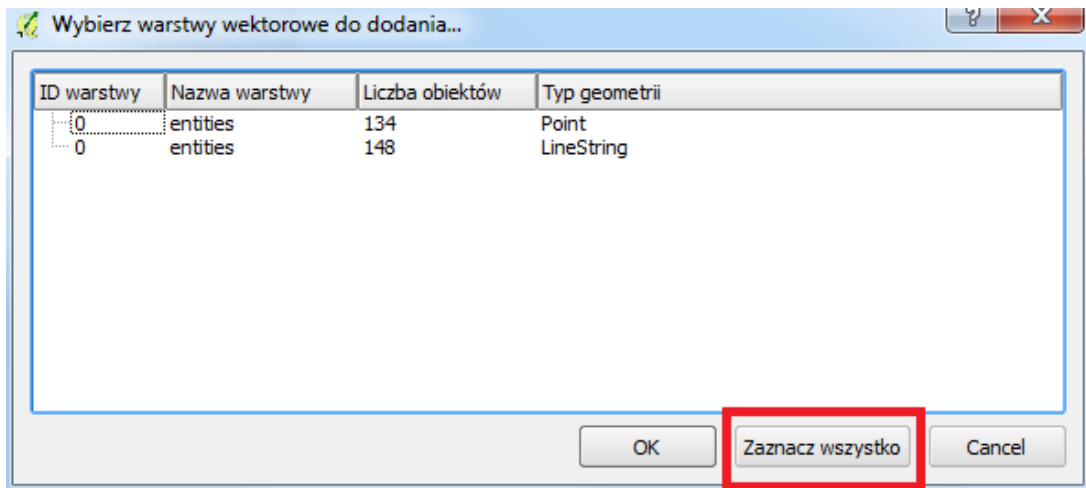 Wybierz warstwy wektorowe do dodania...
ID warstwy Nazwa warstwy Liczba obiektów Typ geometrii
0 entities 134 Point
0 entities 148 LineString
OK Zaznacz wszystko Cancel